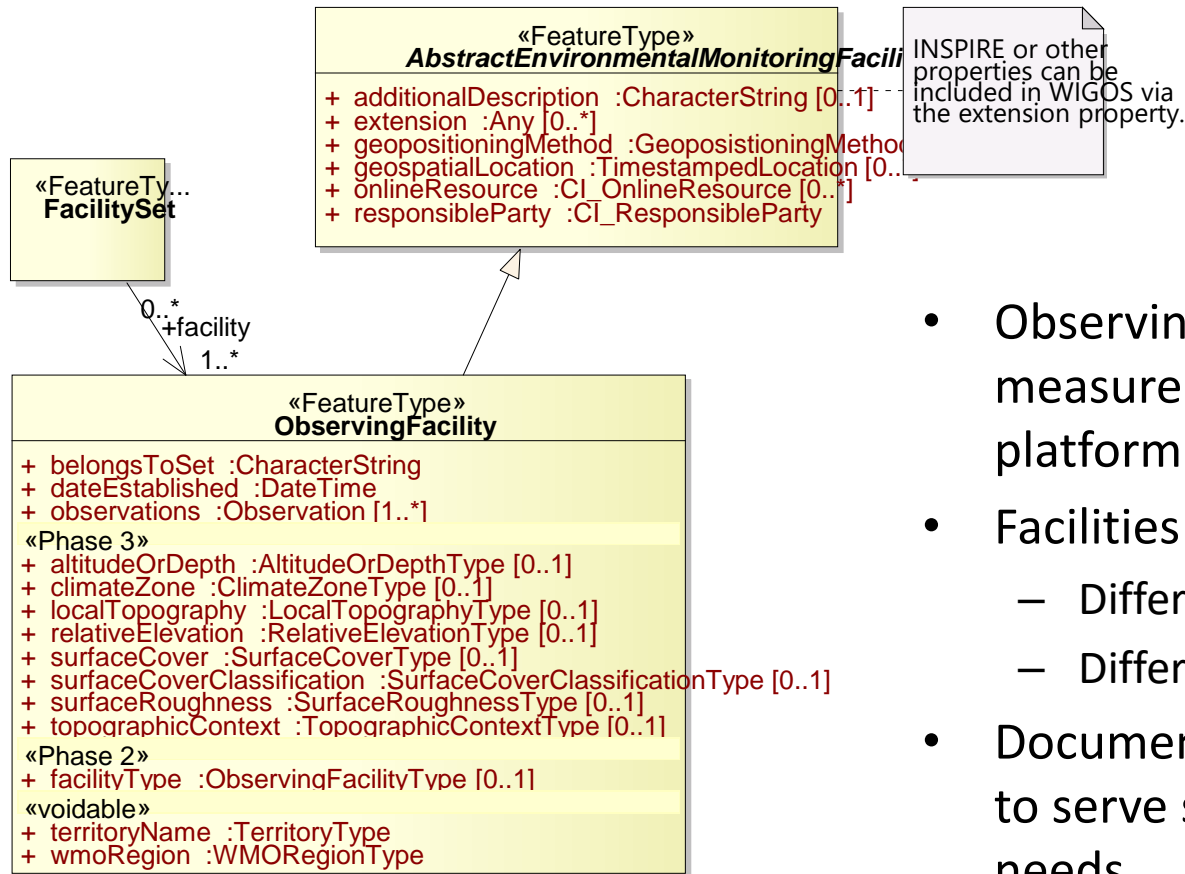 «FeatureType»
AbstractEnvironmentalMonitoringFacili
+ additionalDescription :CharacterString [0..1]
+ extension :Any [0..*]
+ geopositioningMethod :GeoposistioningMetho
+ geospatialLocation :TimestampedLocation [0..
+ onlineResource :CI_OnlineResource [0..*]
+ responsibleParty :CI_ResponsibleParty
INSPIRE or other
properties can be
included in WIGOS via
the extension property.
«FeatureTy...
FacilitySet
0..*
+facility
1..*
«FeatureType»
ObservingFacility
+ belongsToSet :CharacterString
+ dateEstablished :DateTime
+ observations :Observation [1..*]
«Phase 3»
+ altitudeOrDepth :AltitudeOrDepthType [0..1]
+ climateZone :ClimateZoneType [0..1]
+ localTopography :LocalTopographyType [0..1]
+ relativeElevation :RelativeElevationType [0..1]
+ surfaceCover :SurfaceCoverType [0..1]
+ surfaceCoverClassification :SurfaceCoverClassificationType [0..1]
+ surfaceRoughness :SurfaceRoughnessType [0..1]
+ topographicContext :TopographicContextType [0..1]
«Phase 2»
+ facilityType :ObservingFacilityType [0..1]
«voidable»
+ territoryName :TerritoryType
+ wmoRegion :WMORegionType
• Observin
measure
platform
• Facilities
– Differ
– Differ
• Documen
to serve s
needs